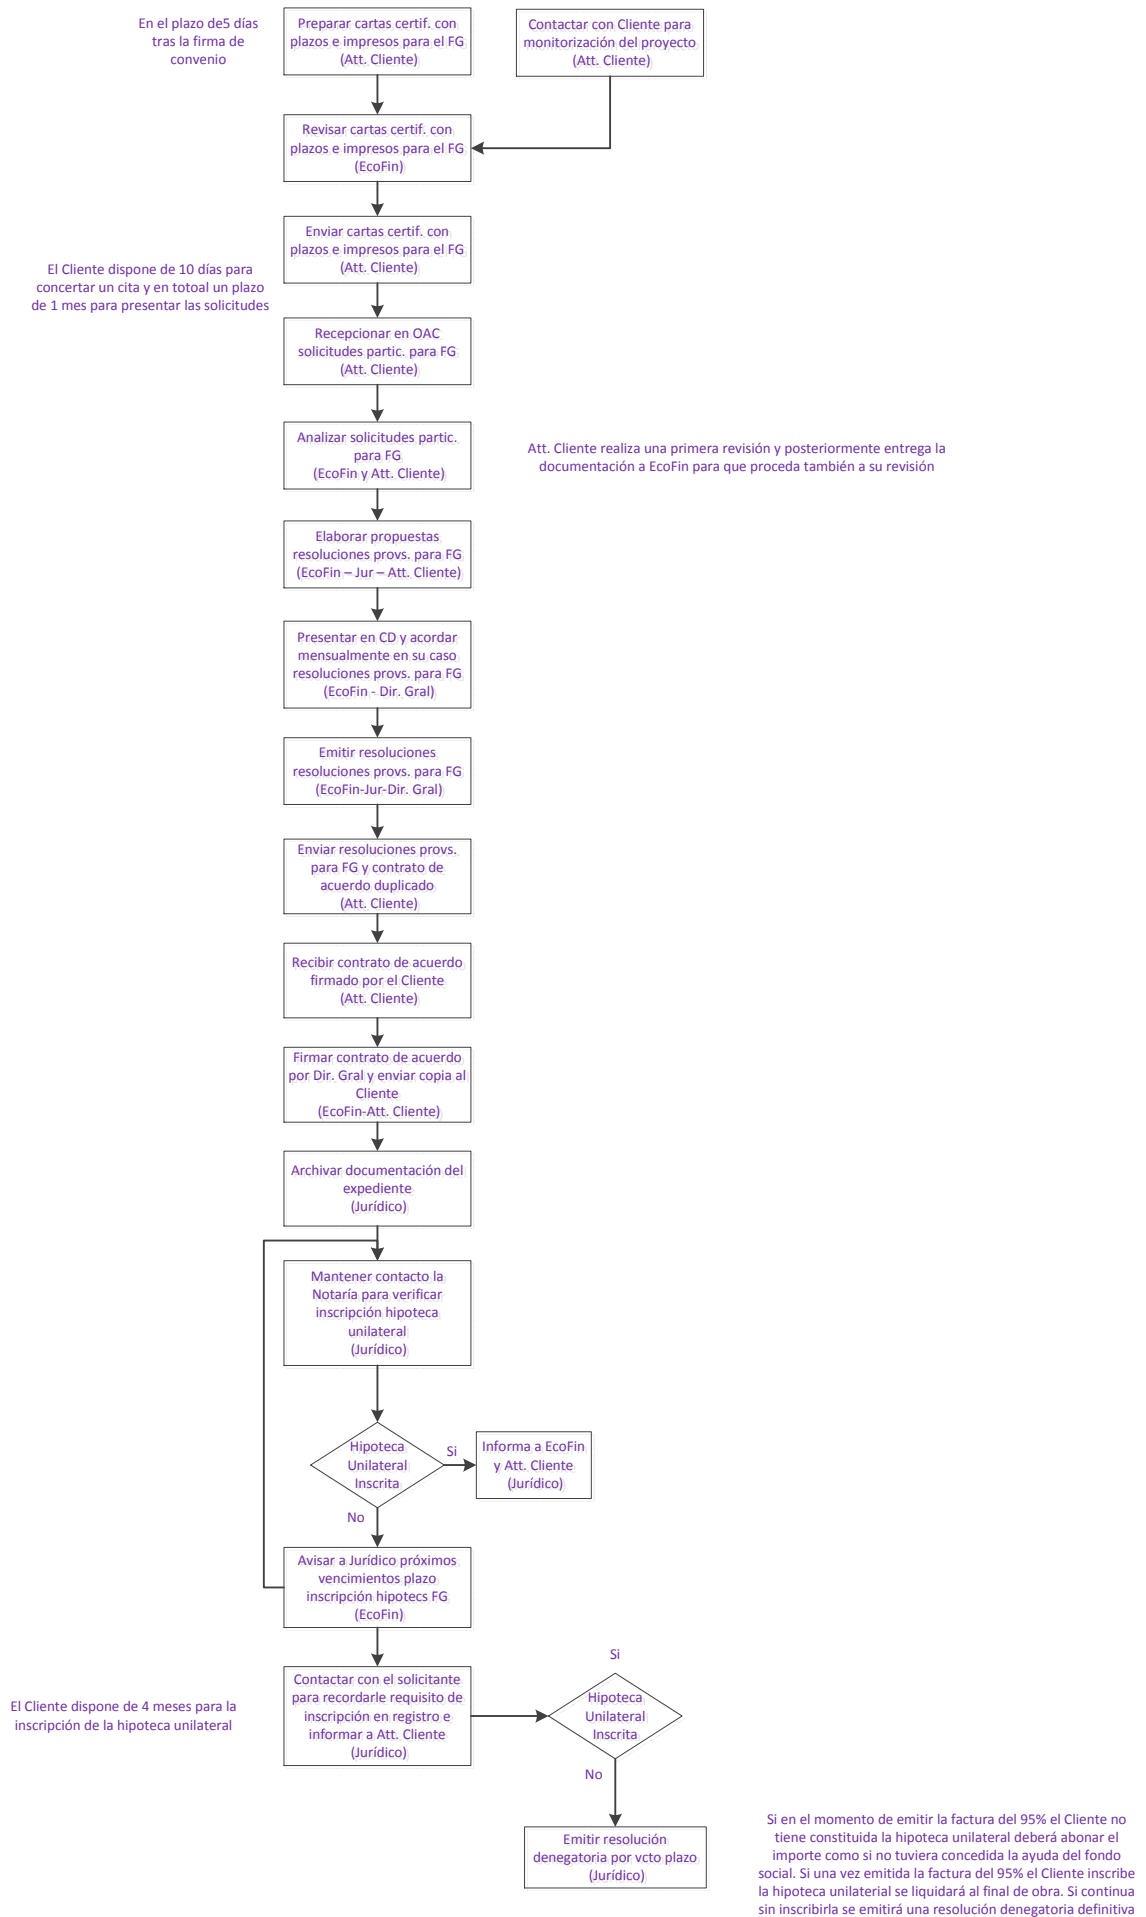 En el plazo de5 días
tras la firma de
convenio
Preparar cartas certif. con
plazos e impresos para el FG
(Att. Cliente)
Contactar con Cliente para
monitorización del proyecto
(Att. Cliente)
Revisar cartas certif. con
plazos e impresos para el FG
(EcoFin)
Enviar cartas certif. con
plazos e impresos para el FG
(Att. Cliente)
El Cliente dispone de 10 días para
concertar un cita y en totoal un plazo
de 1 mes para presentar las solicitudes
Recepcionar en OAC
solicitudes partic. para FG
(Att. Cliente)
Analizar solicitudes partic.
para FG
(EcoFin y Att. Cliente)
Att. Cliente realiza una primera revisión y posteriormente entrega la
documentación a EcoFin para que proceda también a su revisión
Elaborar propuestas
resoluciones provs. para FG
(EcoFin – Jur – Att. Cliente)
Presentar en CD y acordar
mensualmente en su caso
resoluciones provs. para FG
(EcoFin - Dir. Gral)
Emitir resoluciones
resoluciones provs. para FG
(EcoFin-Jur-Dir. Gral)
Enviar resoluciones provs.
para FG y contrato de
acuerdo duplicado
(Att. Cliente)
Recibir contrato de acuerdo
firmado por el Cliente
(Att. Cliente)
Firmar contrato de acuerdo
por Dir. Gral y enviar copia al
Cliente
(EcoFin-Att. Cliente)
Archivar documentación del
expediente
(Jurídico)
Mantener contacto la
Notaría para verificar
inscripción hipoteca
unilateral
(Jurídico)
Hipoteca
Unilateral
Inscrita
Si
Informa a EcoFin
y Att. Cliente
(Jurídico)
No
Avisar a Jurídico próximos
vencimientos plazo
inscripción hipotecs FG
(EcoFin)
El Cliente dispone de 4 meses para la
inscripción de la hipoteca unilateral
Contactar con el solicitante
para recordarle requisito de
inscripción en registro e
informar a Att. Cliente
(Jurídico)
Si
Hipoteca
Unilateral
Inscrita
No
Emitir resolución
denegatoria por vcto plazo
(Jurídico)
Si en el momento de emitir la factura del 95% el Cliente no
tiene constituida la hipoteca unilateral deberá abonar el
importe como si no tuviera concedida la ayuda del fondo
social. Si una vez emitida la factura del 95% el Cliente inscribe
la hipoteca unilaterial se liquidará al final de obra. Si continua
sin inscribirla se emitirá una resolución denegatoria definitiva